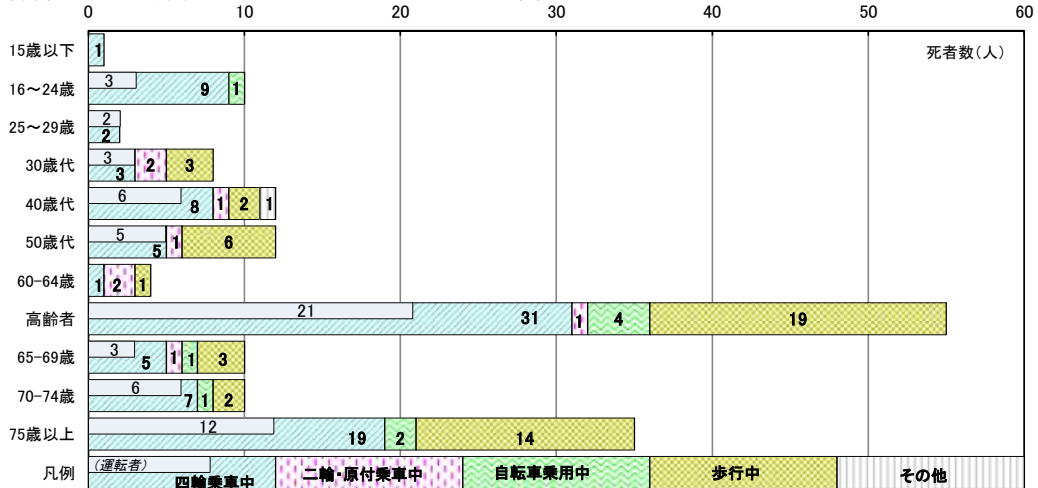 0 10 20 30 40 50 60
死者数(人)
15歳以下 1
3
16～24歳 9 1
2
25～29歳 2
3
30歳代 3 2 3
6
40歳代 8 1 2 1
5
50歳代 5 1 6
60-64歳 1 2 1
21
高齢者 31 1 4 19
3
65-69歳 5 1 1 3
6
70-74歳 7 1 2
12
75歳以上 19 2 14
(運転者)
凡例 四輪乗車中 二輪・原付乗車中 自転車乗用中 歩行中 その他